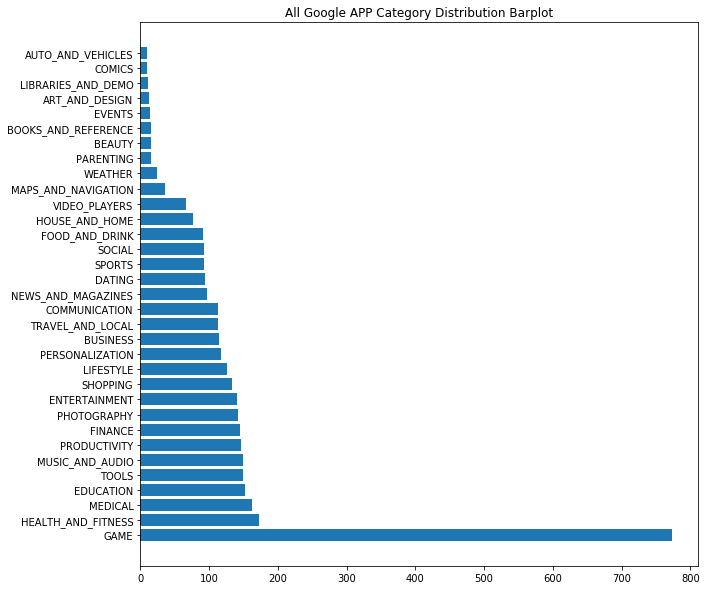 All Google APP Category Distribution Barplot
AUTO_AND_VEHICLES
COMICS
LIBRARIES_AND_DEMO
ART_AND_DESIGN
EVENTS
BOOKS_AND_REFERENCE
BEAUTY
PARENTING
WEATHER
MAPS_AND_NAVIGATION
VIDEO_PLAYERS
HOUSE_AND_HOME
FOOD_AND_DRINK
SOCIAL
SPORTS
DATING
NEWS_AND_MAGAZINES
COMMUNICATION
TRAVEL_AND_LOCAL
BUSINESS
PERSONALIZATION
LIFESTYLE
SHOPPING
ENTERTAINMENT
PHOTOGRAPHY
FINANCE
PRODUCTIVITY
MUSIC_AND_AUDIO
TOOLS
EDUCATION
MEDICAL
HEALTH_AND_FITNESS
GAME
0 100 200 300 400 500 600 700 800